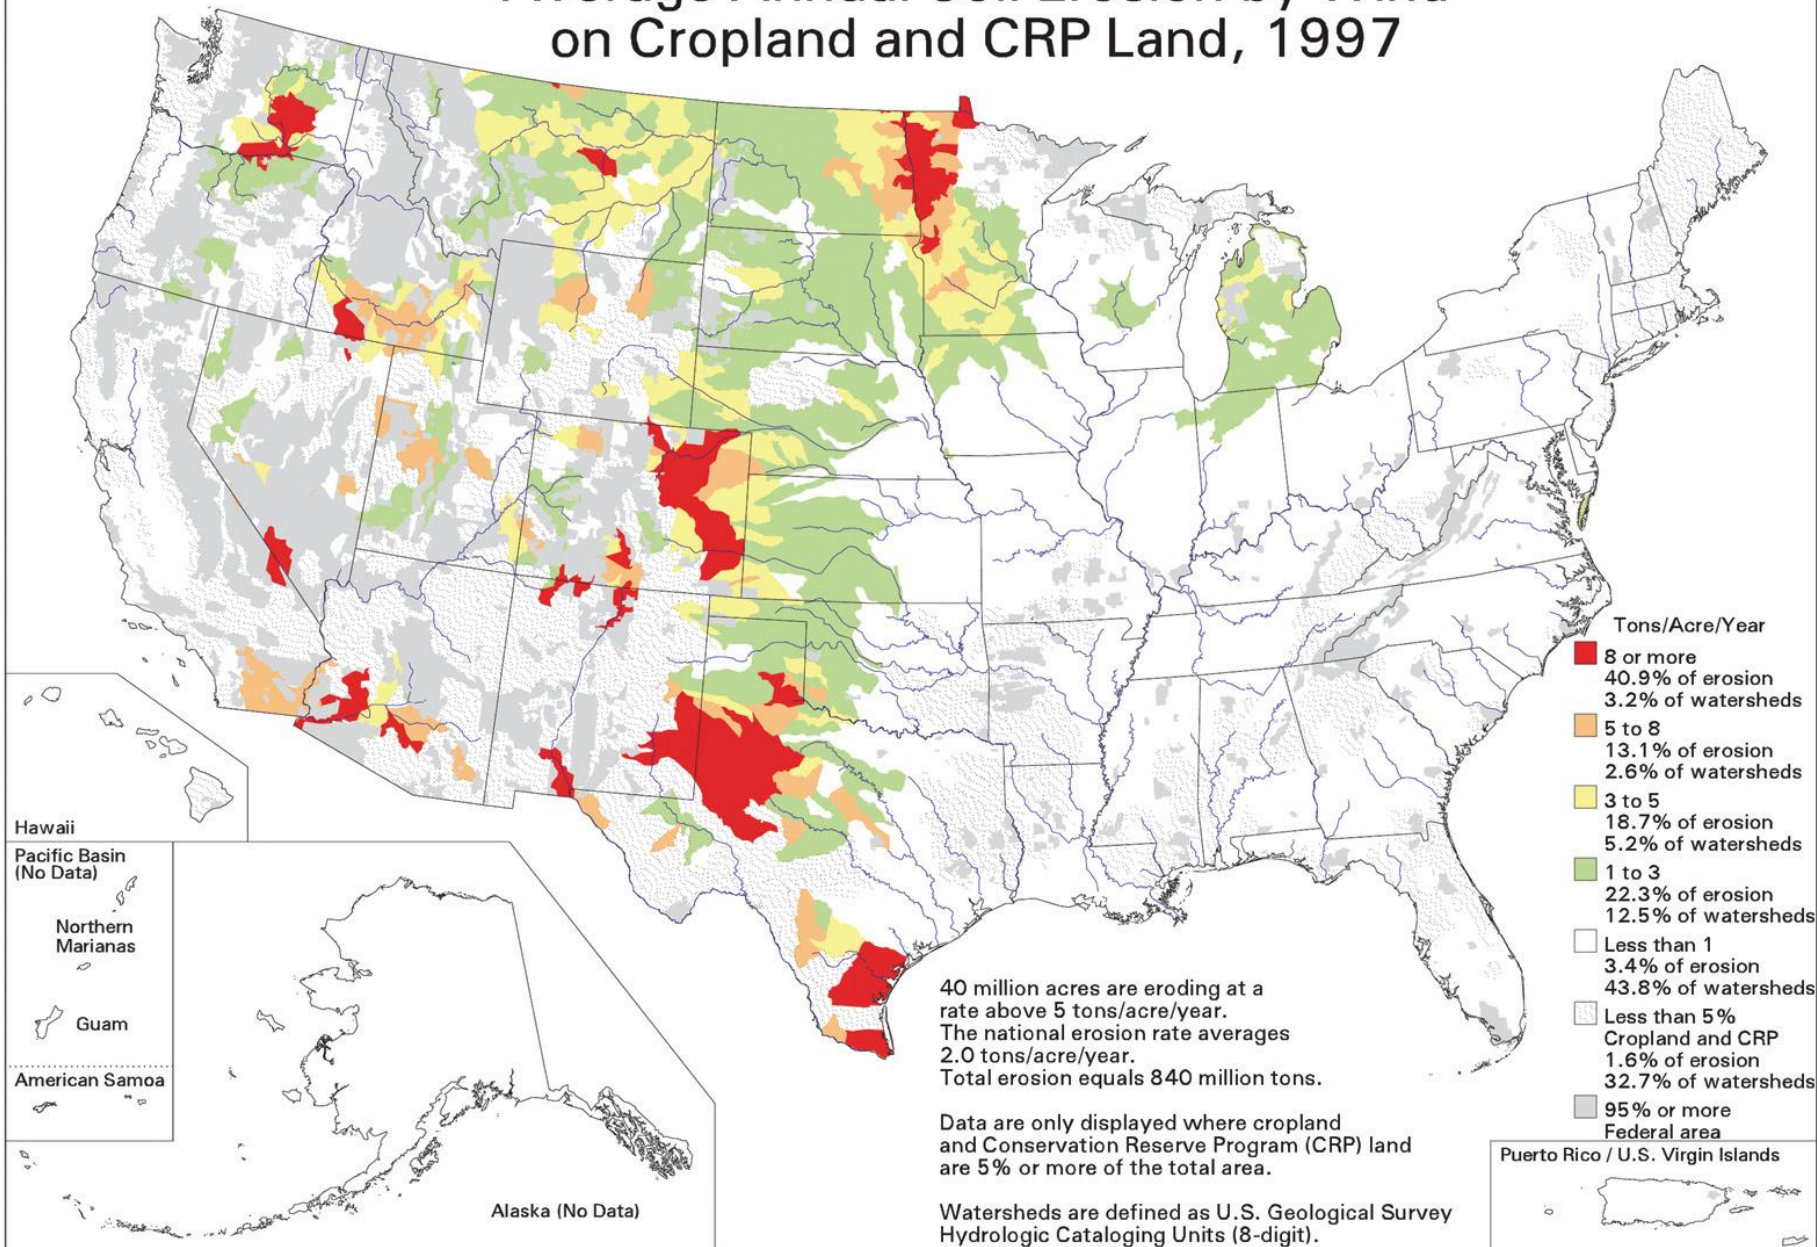 on Cropland and CRP Land, 1997
Tons/Acre/Year
8 or more
40.9% of erosion
3.2% of watersheds
5 to 8
13.1% of erosion
2.6% of watersheds
3 to 5
18.7% of erosion
5.2% of watersheds
1 to 3
22.3% of erosion
12.5% of watersheds
Less than 1
3.4% of erosion
43.8% of watersheds
Less than 5%
Cropland and CRP
1.6% of erosion
32.7% of watersheds
95% or more
Federal area
Hawaii
Pacific Basin
(No Data)
Northern
Marianas
Guam
American Samoa
Alaska (No Data)
40 million acres are eroding at a
rate above 5 tons/acre/year.
The national erosion rate averages
2.0 tons/acre/year.
Total erosion equals 840 million tons.
Data are only displayed where cropland
and Conservation Reserve Program (CRP) land
are 5% or more of the total area.
Watersheds are defined as U.S. Geological Survey
Hydrologic Cataloging Units (8-digit).
Puerto Rico / U.S. Virgin Islands